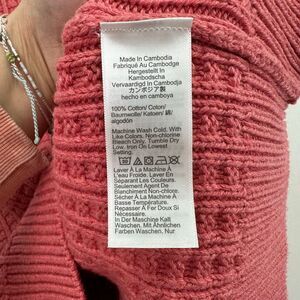 Made In Cambodia
Fabriqué Au Cambodge
Hergestellt In
Kambodscha
Vervaardigd In Cambodja
カンボジア製
hecho en camboya
100% Cotton/ Coton/
Baumwolle/ Katoen/ 綿/
algodón
Machine Wash Cold, With
Like Colors, Non-chlorine
Bleach Only, Tumble Dry
Low, Iron On Lowest
Setting.
Laver À La Machine À
L'eau Froide, Laver En
Séparant Les Couleurs
Seulement Agent De
Blanchiment Non-Chloré,
Sécher À La Machine À
Basse Température
Repasser À Fer Doux Si
Nécessaire.
In Der Maschine Kalt
Waschen, Mit Ähnlichen
Farben Waschen, Nur